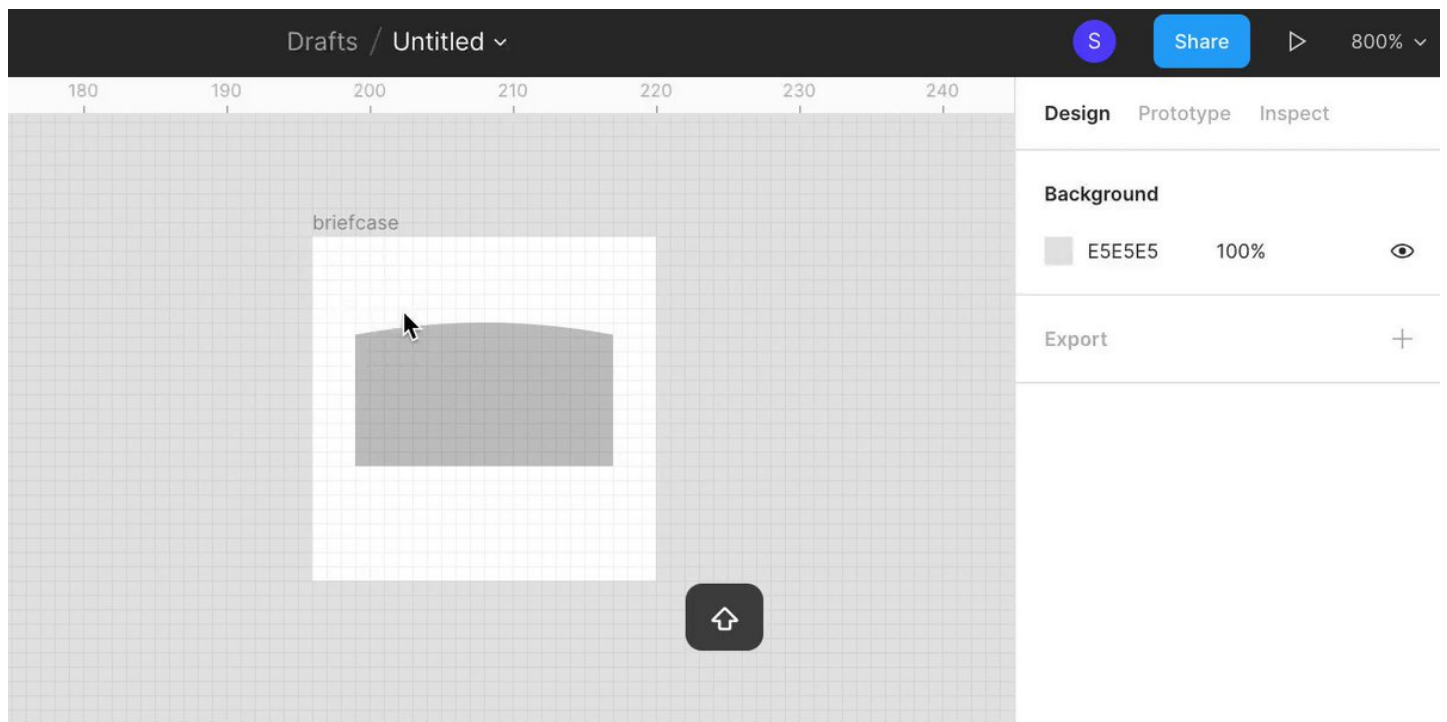 Drafts / Untitled
S
Share
800%
180 190 200 210 220 230 240
Design Prototype Inspect
Background
E5E5E5 100%
Export
briefcase